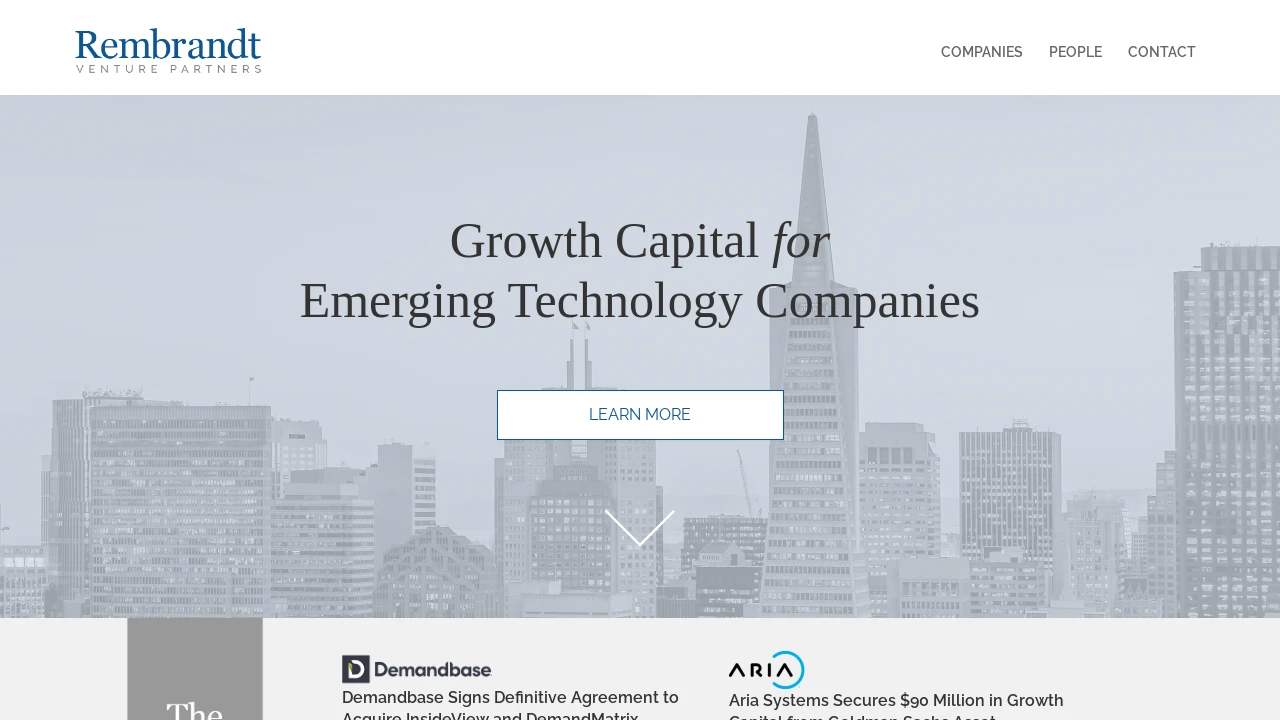 Rembrandt
VENTURE PARTNERS
COMPANIES
PEOPLE
CONTACT
Growth Capital for
Emerging Technology Companies
LEARN MORE
The
Demandbase
Demandbase Signs Definitive Agreement to
Acquire InsideView and DemandMatrix
ARIA
Aria Systems Secures $90 Million in Growth
Capital from Goldman Sachs Asset